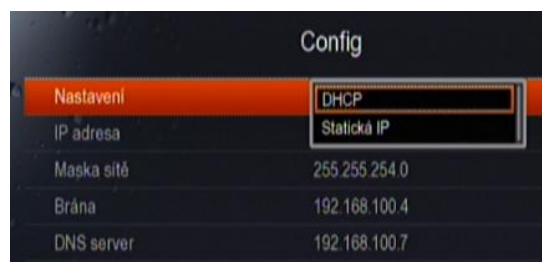 Config
Nastavení
DHCP
IP adresa
Statická IP
Maska sítě
255.255.254.0
Brána
192.168.100.4
DNS server
192.168.100.7